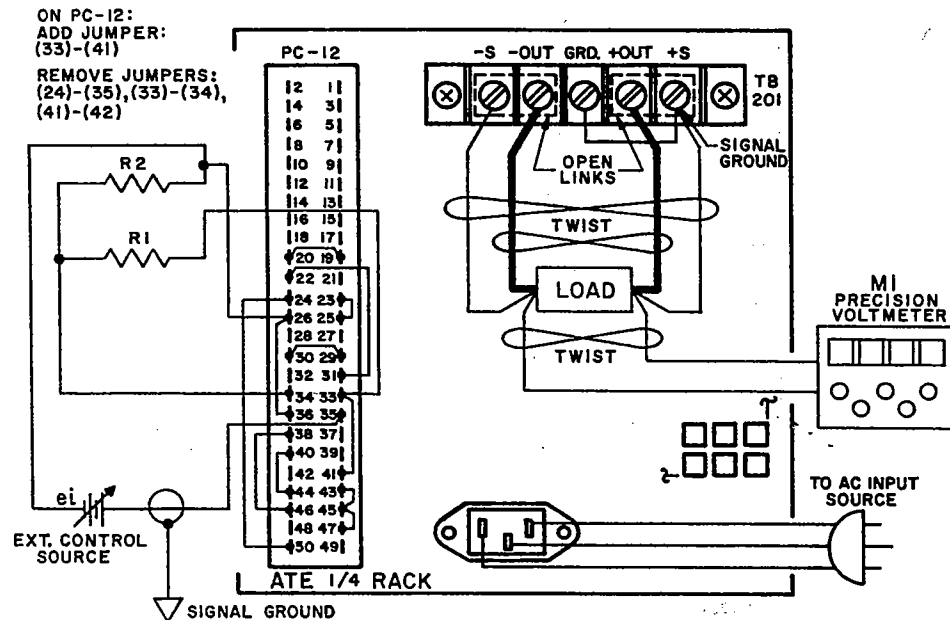 ON PC-12:
ADD JUMPER:
(33)-(41)
REMOVE JUMPERS:
(24)-(35),(33)-(34),
(41)-(42)
PC-12
2 1
4 3
6 5
8 7
10 9
12 11
14 13
16 15
18 17
20 19
22 21
24 23
26 25
28 27
30 29
32 31
34 33
36 35
38 37
40 39
42 41
44 43
46 45
48 47
50 49
R2
R1
ei
EXT. CONTROL
SOURCE
SIGNAL GROUND
ATE 1/4 RACK
-S -OUT GRD. +OUT +S
TB
201
OPEN
LINKS
SIGNAL
GROUND
TWIST
LOAD
TWIST
M1
PRECISION
VOLTMETER
TO AC INPUT
SOURCE